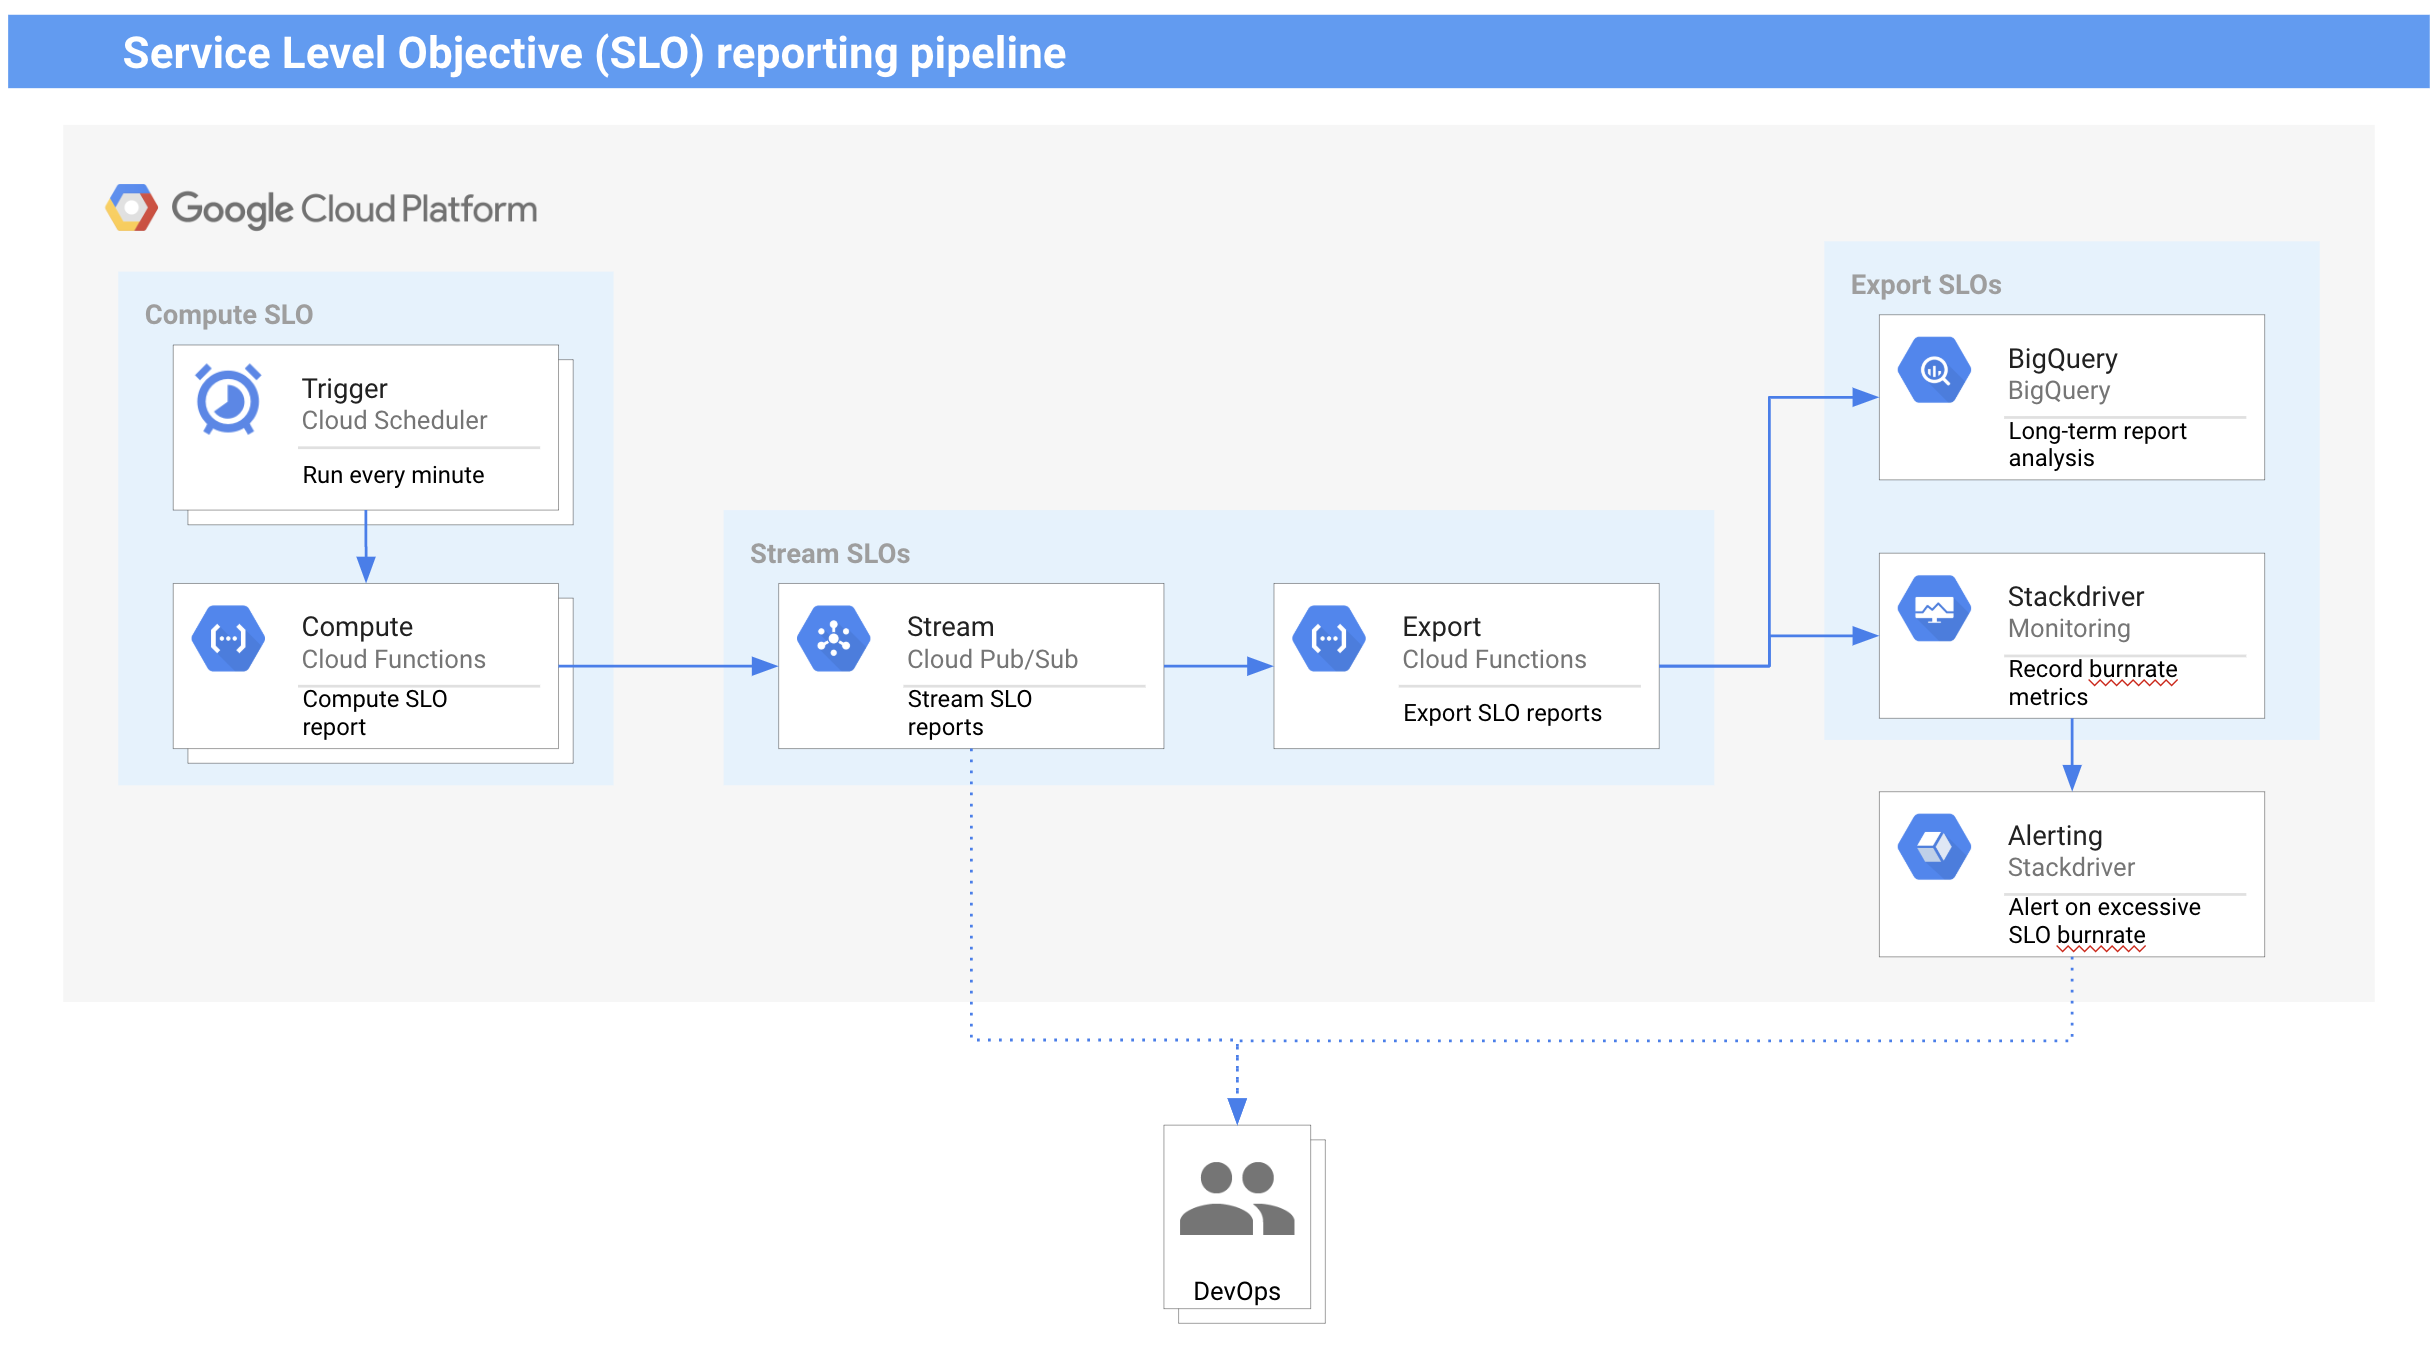 Service Level Objective (SLO) reporting pipeline
Google Cloud Platform
Compute SLO
Trigger
Cloud Scheduler
Run every minute
Compute
Cloud Functions
Compute SLO
report
Stream SLOs
Stream
Cloud Pub/Sub
Stream SLO
reports
Export
Cloud Functions
Export SLO reports
Export SLOs
BigQuery
BigQuery
Long-term report
analysis
Stackdriver
Monitoring
Record burnrate
metrics
Alerting
Stackdriver
Alert on excessive
SLO burnrate
DevOps